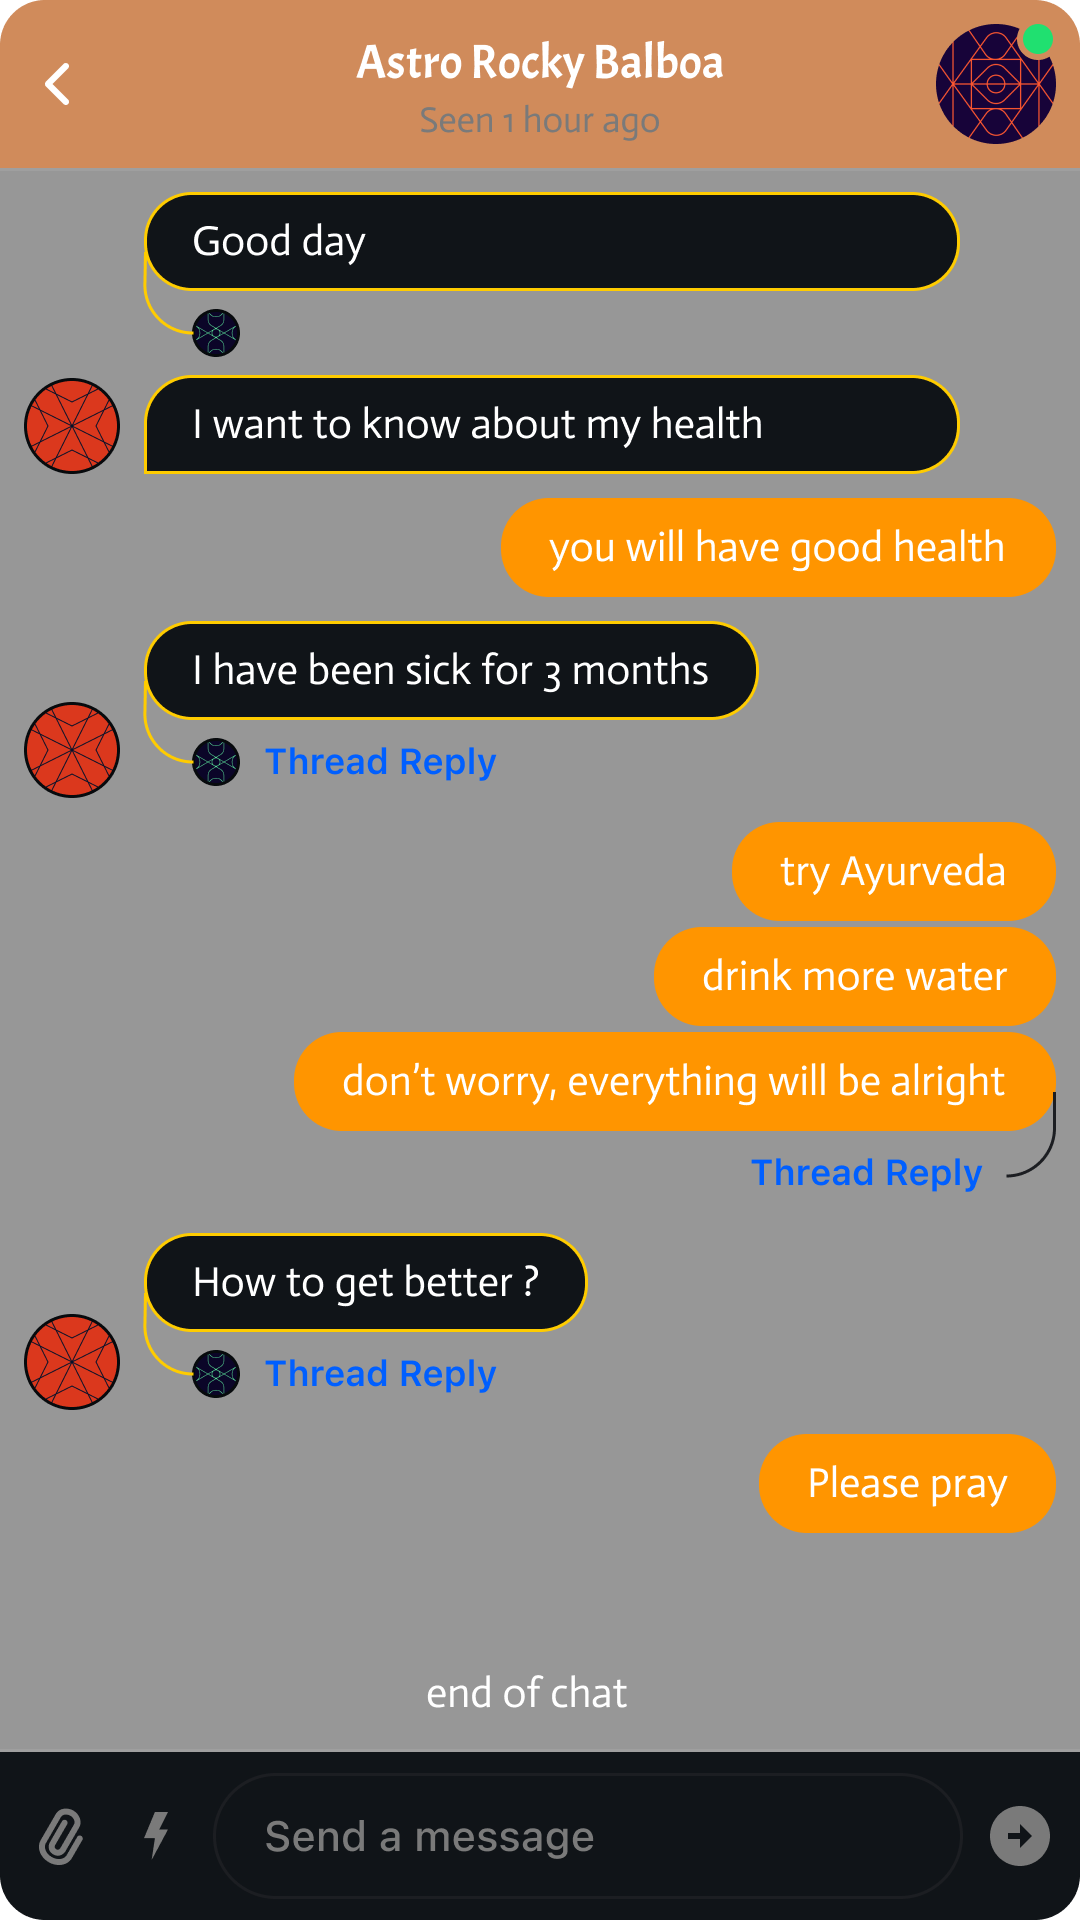 Astro Rocky Balboa
Seen 1 hour ago
Good day
I want to know about my health
you will have good health
I have been sick for 3 months
Thread Reply
try Ayurveda
drink more water
don’t worry, everything will be alright
Thread Reply
How to get better ?
Thread Reply
Please pray
end of chat
Send a message